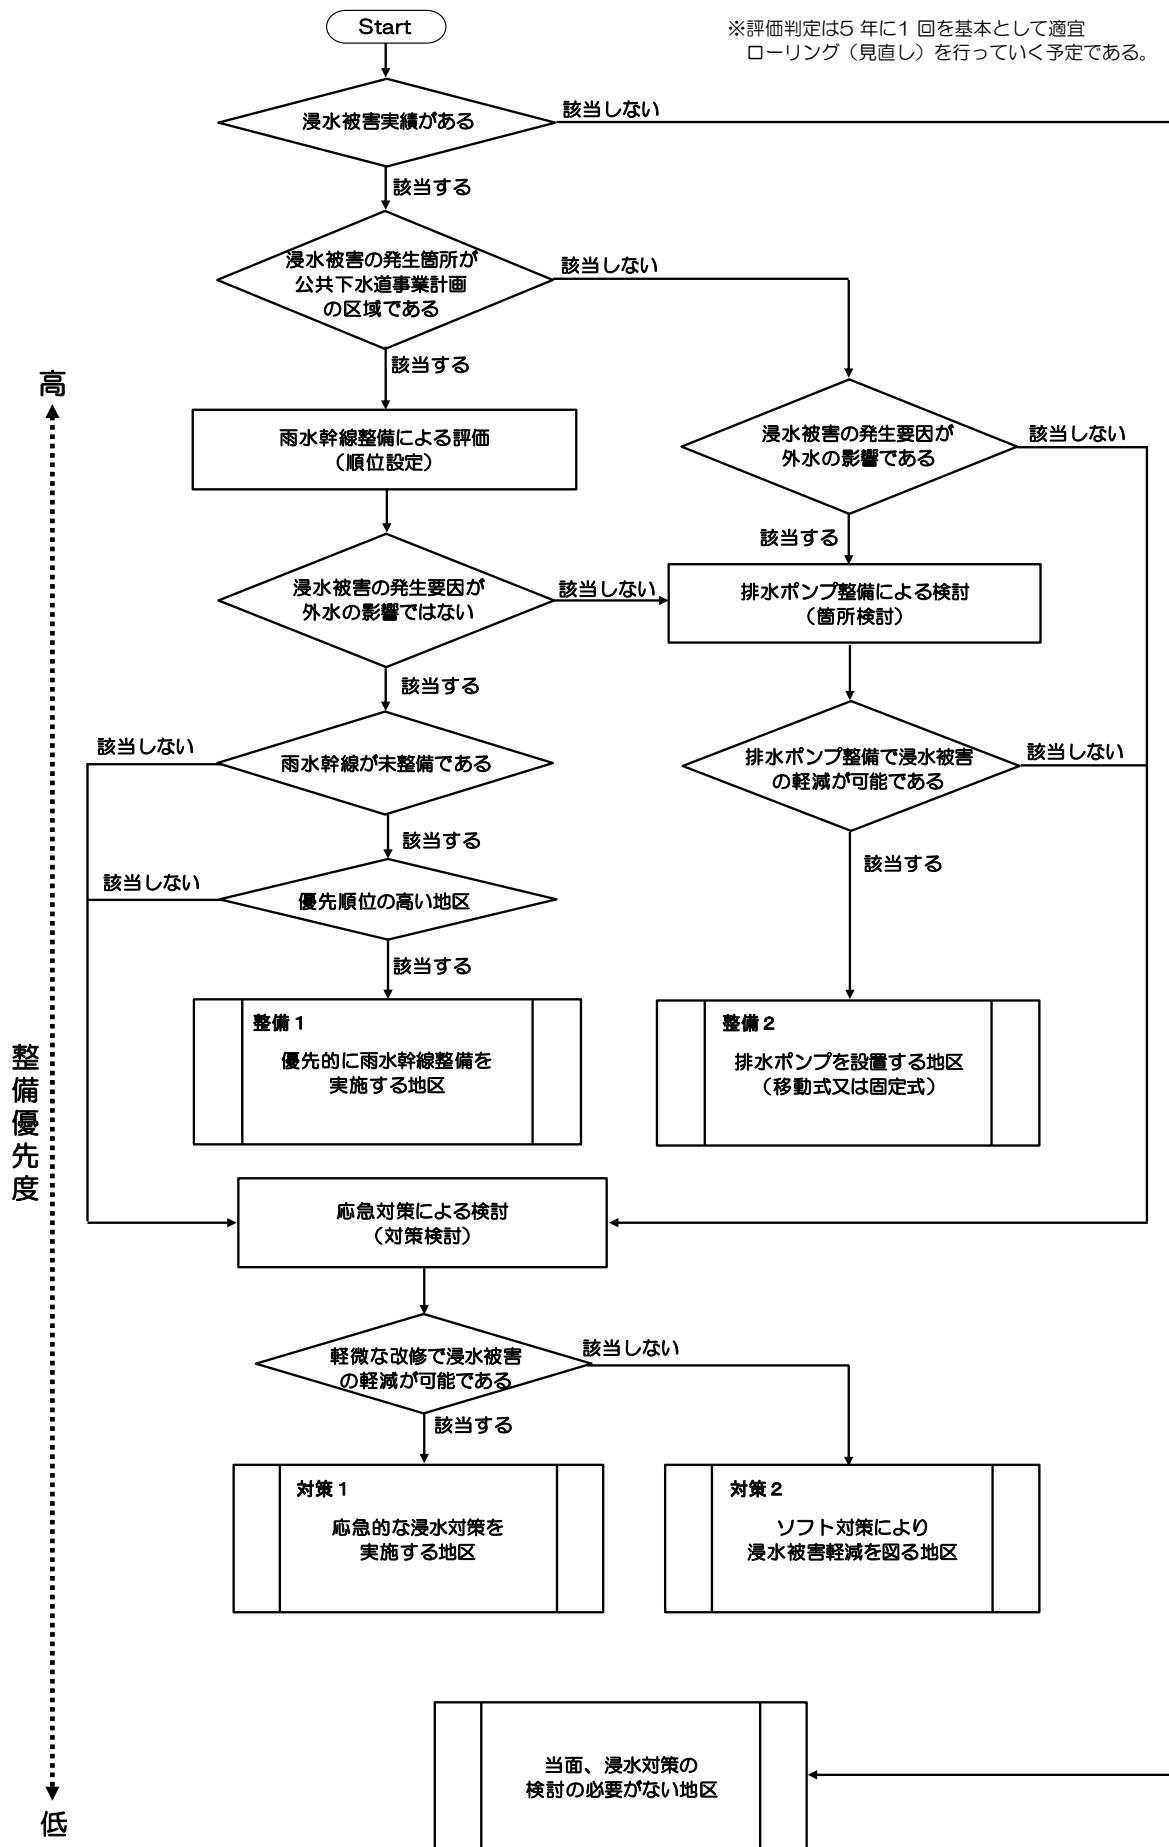 Start
※評価判定は5 年に1 回を基本として適宜
ローリング（見直し）を行っていく予定である。
浸水被害実績がある
該当しない
該当する
浸水被害の発生箇所が
公共下水道事業計画
の区域である
該当しない
該当する
高
雨水幹線整備による評価
（順位設定）
浸水被害の発生要因が
外水の影響である
該当しない
該当する
浸水被害の発生要因が
外水の影響ではない
該当しない
排水ポンプ整備による検討
（箇所検討）
該当する
該当しない
雨水幹線が未整備である
排水ポンプ整備で浸水被害
の軽減が可能である
該当しない
該当する
該当する
該当しない
優先順位の高い地区
該当する
整備１
優先的に雨水幹線整備を
実施する地区
整備２
排水ポンプを設置する地区
（移動式又は固定式）
整備優先度
応急対策による検討
（対策検討）
軽微な改修で浸水被害
の軽減が可能である
該当しない
該当する
対策１
応急的な浸水対策を
実施する地区
対策２
ソフト対策により
浸水被害軽減を図る地区
当面、浸水対策の
検討の必要がない地区
低